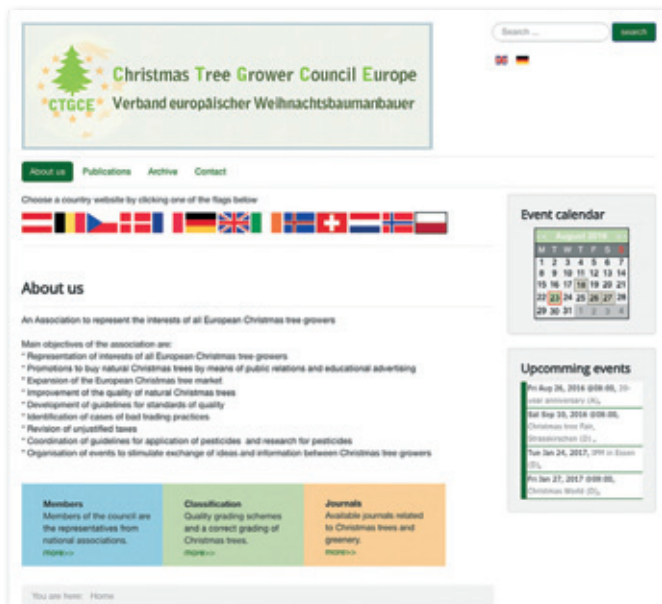 Search ...
search
CTGCE
Christmas Tree Grower Council Europe
Verband europäischer Weihnachtsbaumanbauer
About us Publications Archive Contact
Choose a country website by clicking one of the flags below
About us
An Association to represent the interests of all European Christmas tree growers
Main objectives of the association are:
* Representation of interests of all European Christmas tree growers
* Promotions to buy natural Christmas trees by means of public relations and educational advertising
* Expansion of the European Christmas tree market
* Improvement of the quality of natural Christmas trees
* Development of guidelines for standards of quality
* Identification of cases of bad trading practices
* Revision of unjustified taxes
* Coordination of guidelines for application of pesticides and research for pesticides
* Organisation of events to stimulate exchange of ideas and information between Christmas tree growers
Members
Members of the council are
the representatives from
national associations.
more>>
Classification
Quality grading schemes
and a correct grading of
Christmas trees.
more>>
Journals
Available journals related
to Christmas trees and
greenery.
more>>
You are here: Home
Event calendar
<< August 2016 >>
M T W T F S S
1 2 3 4 5 6 7
8 9 10 11 12 13 14
15 16 17 18 19 20 21
22 23 24 25 26 27 28
29 30 31 1 2 3 4
Upcomming events
Fri Aug 26, 2016 @08:00, 20-
year anniversary (A),
Sat Sep 10, 2016 @08:00,
Christmas tree Fair,
(D),
Tue Jan 24, 2017, IPM in Essen
(D),
Fri Jan 27, 2017 @08:00,
Christmas World (D),